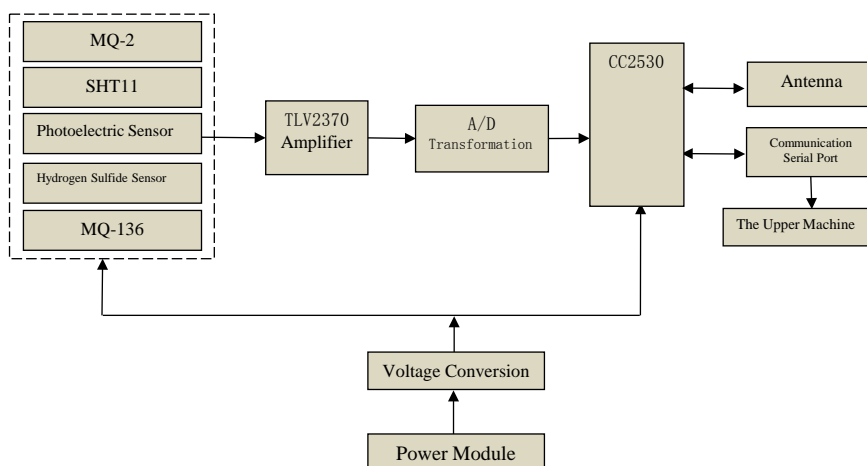 MQ-2
SHT11
Photoelectric Sensor
Hydrogen Sulfide Sensor
MQ-136
TLV2370
Amplifier
A/D
Transformation
CC2530
Antenna
Communication
Serial Port
The Upper Machine
Voltage Conversion
Power Module